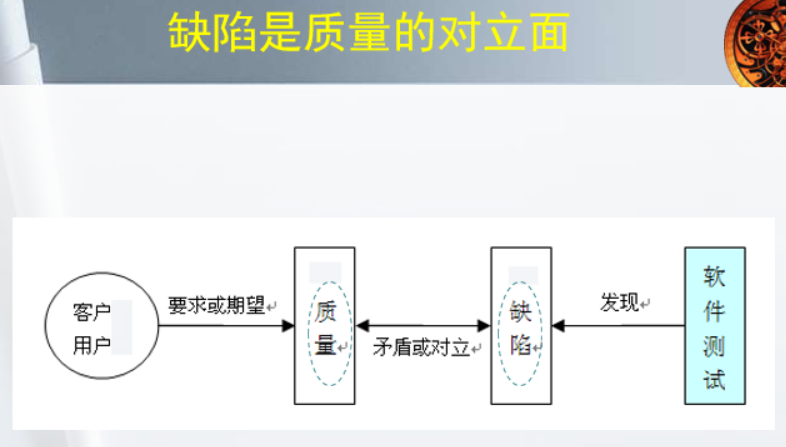 缺陷是质量的对立面
客户
用户
要求或期望
质
量
矛盾或对立
缺
陷
发现
软
件
测
试